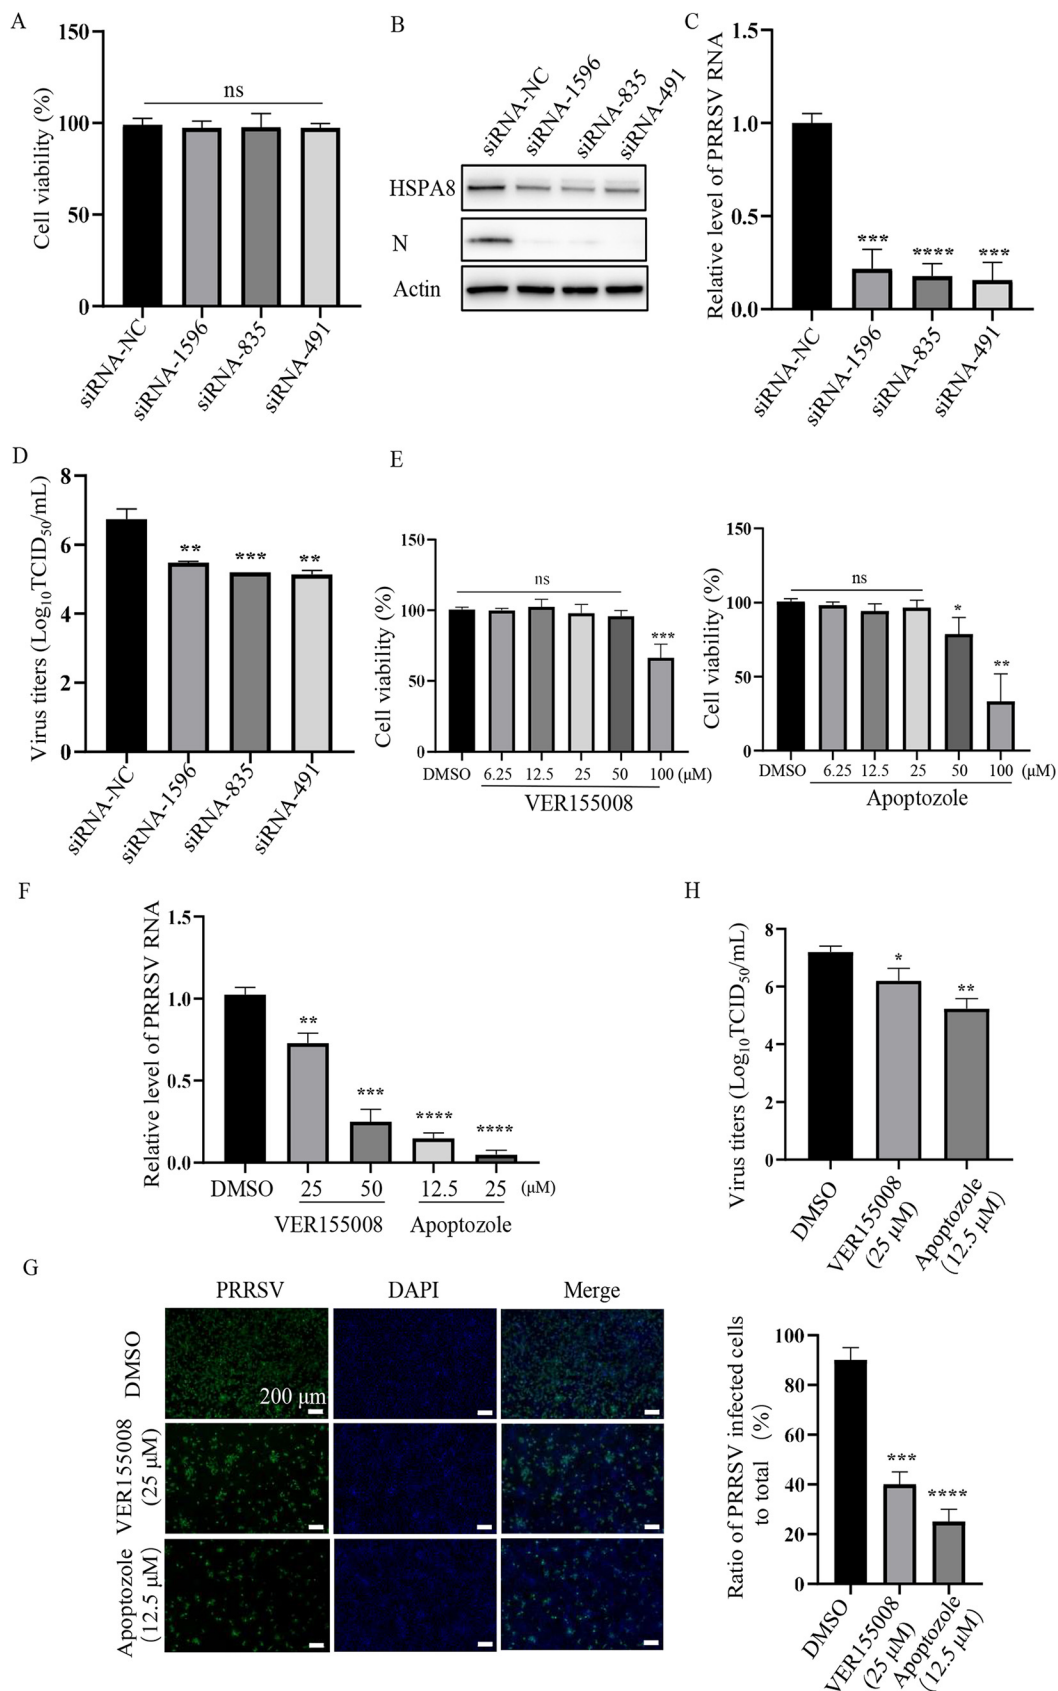 A
Cell viability (%)
150
100
50
0
ns
siRNA-NC
siRNA-1596
siRNA-835
siRNA-491
B
siRNA-NC
siRNA-1596
siRNA-835
siRNA-491
HSPA8
N
Actin
C
Relative level of PRRSV RNA
1.5
1.0
0.5
0.0
***
****
***
siRNA-NC
siRNA-1596
siRNA-835
siRNA-491
D
Virus titers (Log10TCID50/mL)
8
6
4
2
0
**
***
**
siRNA-NC
siRNA-1596
siRNA-835
siRNA-491
E
Cell viability (%)
150
100
50
0
ns
***
DMSO 6.25 12.5 25 50 100 (μM)
VER155008
Cell viability (%)
150
100
50
0
ns
*
**
DMSO 6.25 12.5 25 50 100 (μM)
Apoptozole
F
Relative level of PRRSV RNA
1.5
1.0
0.5
0.0
**
***
****
****
DMSO 25 50 12.5 25 (μM)
VER155008 Apoptozole
H
Virus titers (Log10TCID50/mL)
8
6
4
2
0
*
**
DMSO
VER155008
(25 μM)
Apoptozole
(12.5 μM)
G
PRRSV DAPI Merge
DMSO
200 μm
VER155008
(25 μM)
Apoptozole
(12.5 μM)
Ratio of PRRSV infected cells
to total (%)
100
80
60
40
20
0
***
****
DMSO
VER155008
(25 μM)
Apoptozole
(12.5 μM)